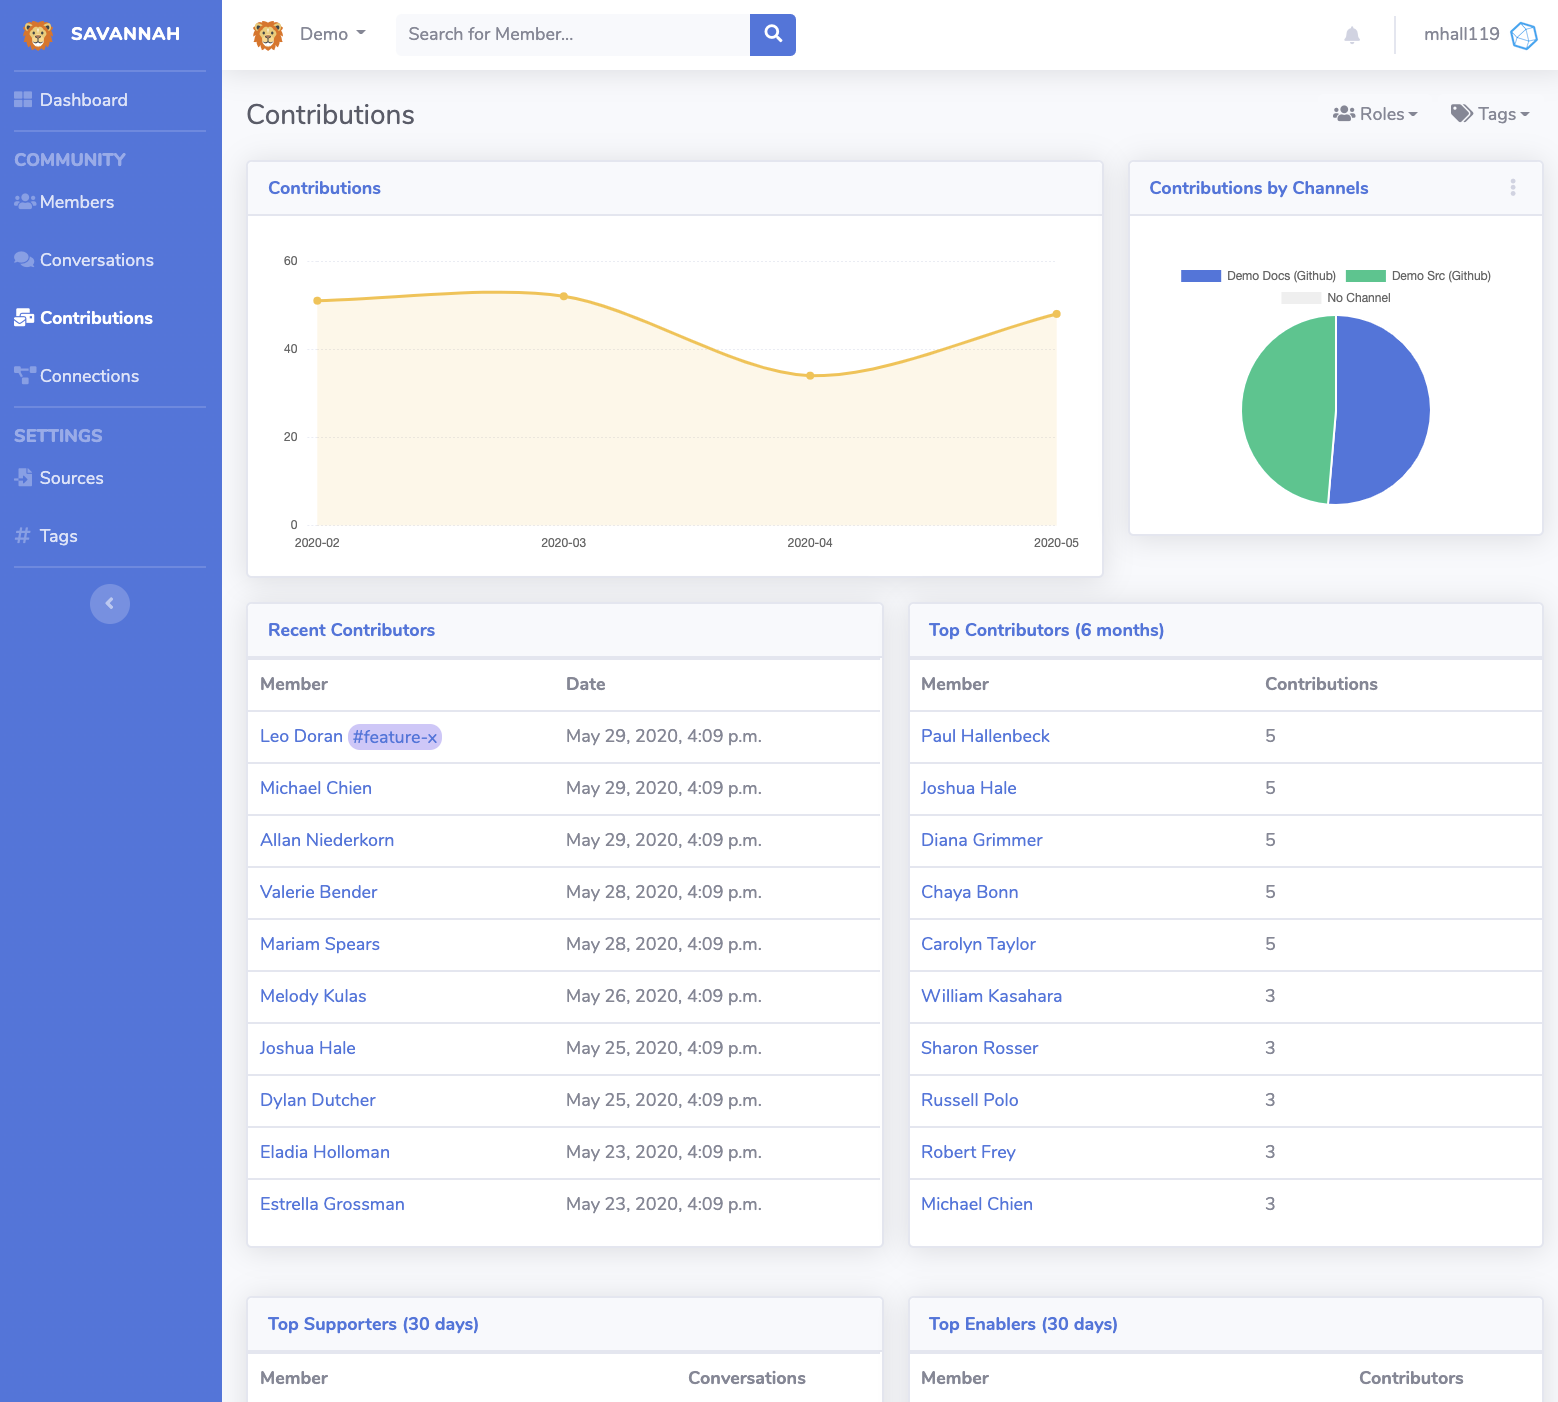 SAVANNAH
Dashboard
COMMUNITY
Members
Conversations
Contributions
Connections
SETTINGS
Sources
# Tags
Demo
Search for Member...
mhall119
Contributions
Roles
Tags
Contributions
60
40
20
0
2020-02 2020-03 2020-04 2020-05
Contributions by Channels
Demo Docs (Github) Demo Src (Github)
No Channel
Recent Contributors
Member Date
Leo Doran #feature-x May 29, 2020, 4:09 p.m.
Michael Chien May 29, 2020, 4:09 p.m.
Allan Niederkorn May 29, 2020, 4:09 p.m.
Valerie Bender May 28, 2020, 4:09 p.m.
Mariam Spears May 28, 2020, 4:09 p.m.
Melody Kulas May 26, 2020, 4:09 p.m.
Joshua Hale May 25, 2020, 4:09 p.m.
Dylan Dutcher May 25, 2020, 4:09 p.m.
Eladia Holloman May 23, 2020, 4:09 p.m.
Estrella Grossman May 23, 2020, 4:09 p.m.
Top Contributors (6 months)
Member Contributions
Paul Hallenbeck 5
Joshua Hale 5
Diana Grimmer 5
Chaya Bonn 5
Carolyn Taylor 5
William Kasahara 3
Sharon Rosser 3
Russell Polo 3
Robert Frey 3
Michael Chien 3
Top Supporters (30 days)
Member Conversations
Top Enablers (30 days)
Member Contributors